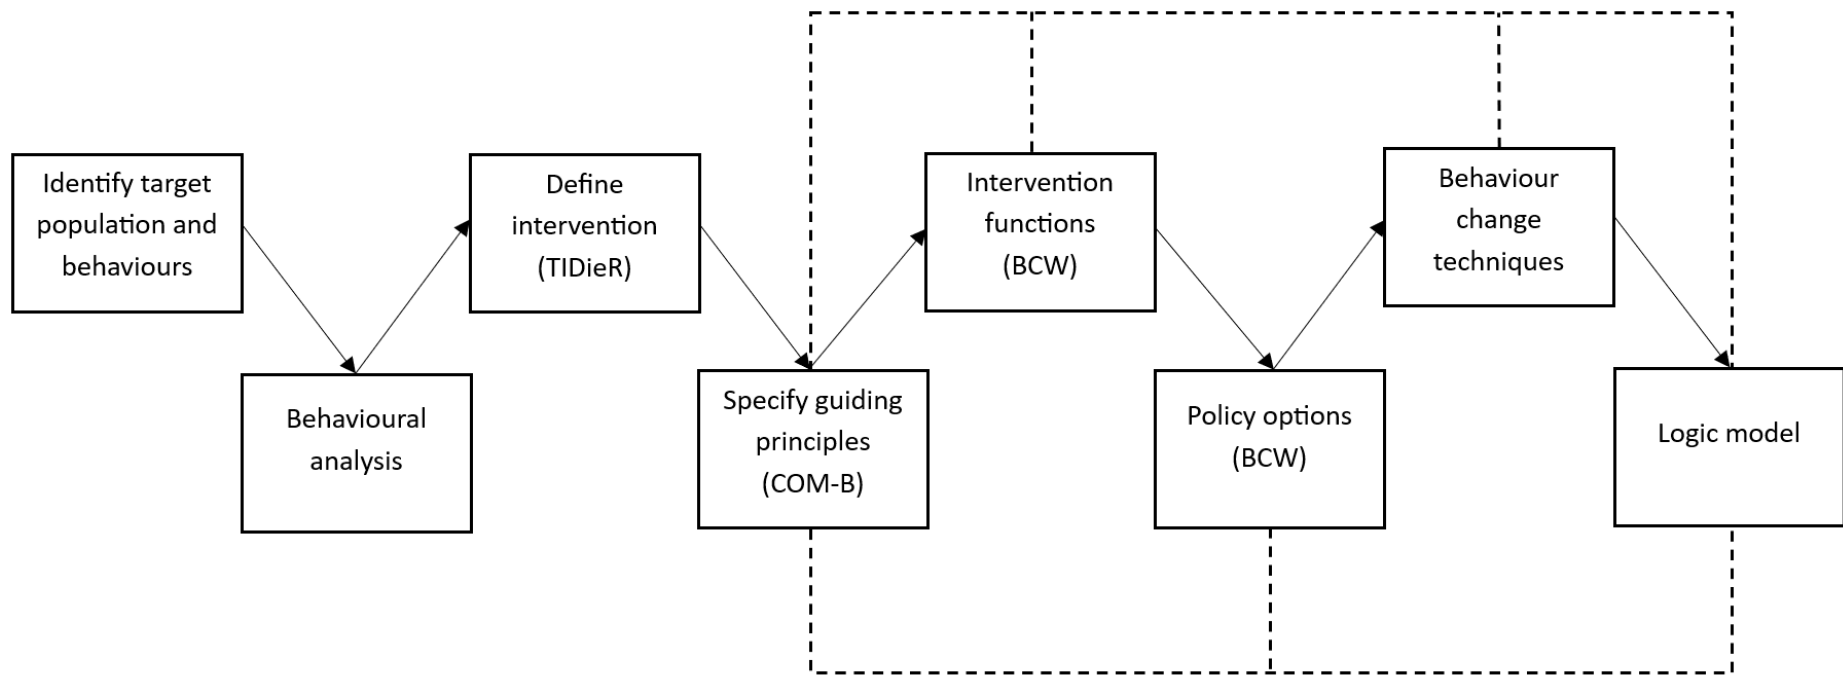 Identify target
population and
behaviours
Behavioural
analysis
Define
intervention
(TIDieR)
Specify guiding
principles
(COM-B)
Intervention
functions
(BCW)
Policy options
(BCW)
Behaviour
change
techniques
Logic model